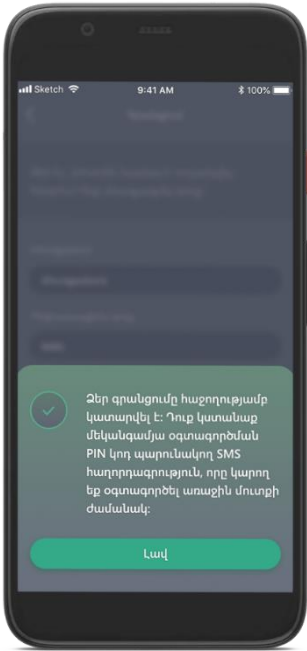 Sketch
9:41 AM
100%
Ձեր գրանցումը հաջողությամբ
կատարվել է: Դուք կստանաք
մեկանգամյա օգտագործման
PIN կոդ պարունակող SMS
հաղորդագրություն, որը կարող
եք օգտագործել առաջին մուտքի
ժամանակ:
Լավ